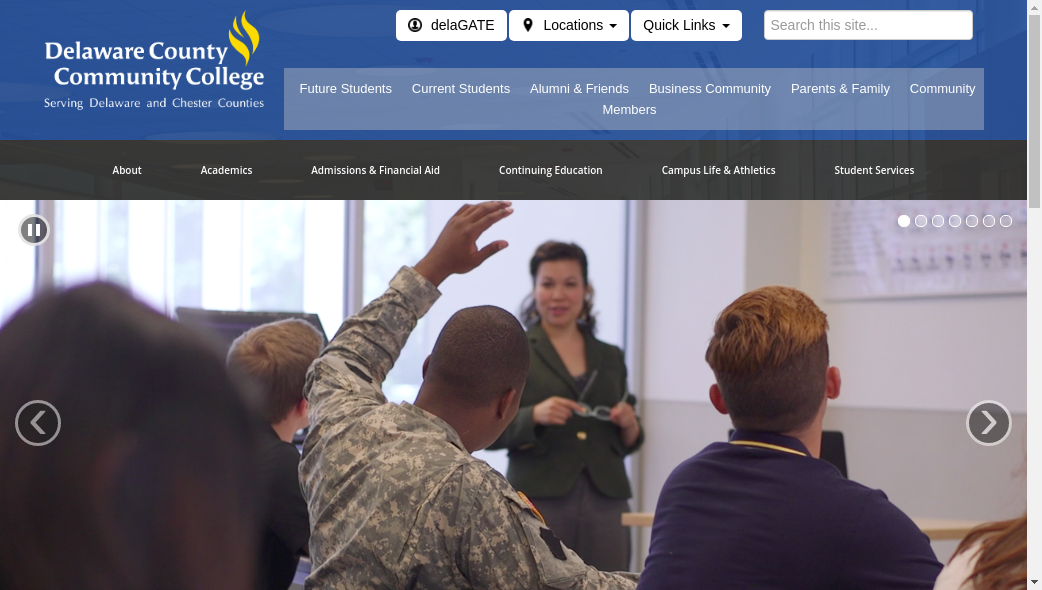 Delaware County
Community College
Serving Delaware and Chester Counties
delaGATE
Locations
Quick Links
Search this site...
Future Students
Current Students
Alumni & Friends
Business Community
Parents & Family
Community
Members
About
Academics
Admissions & Financial Aid
Continuing Education
Campus Life & Athletics
Student Services